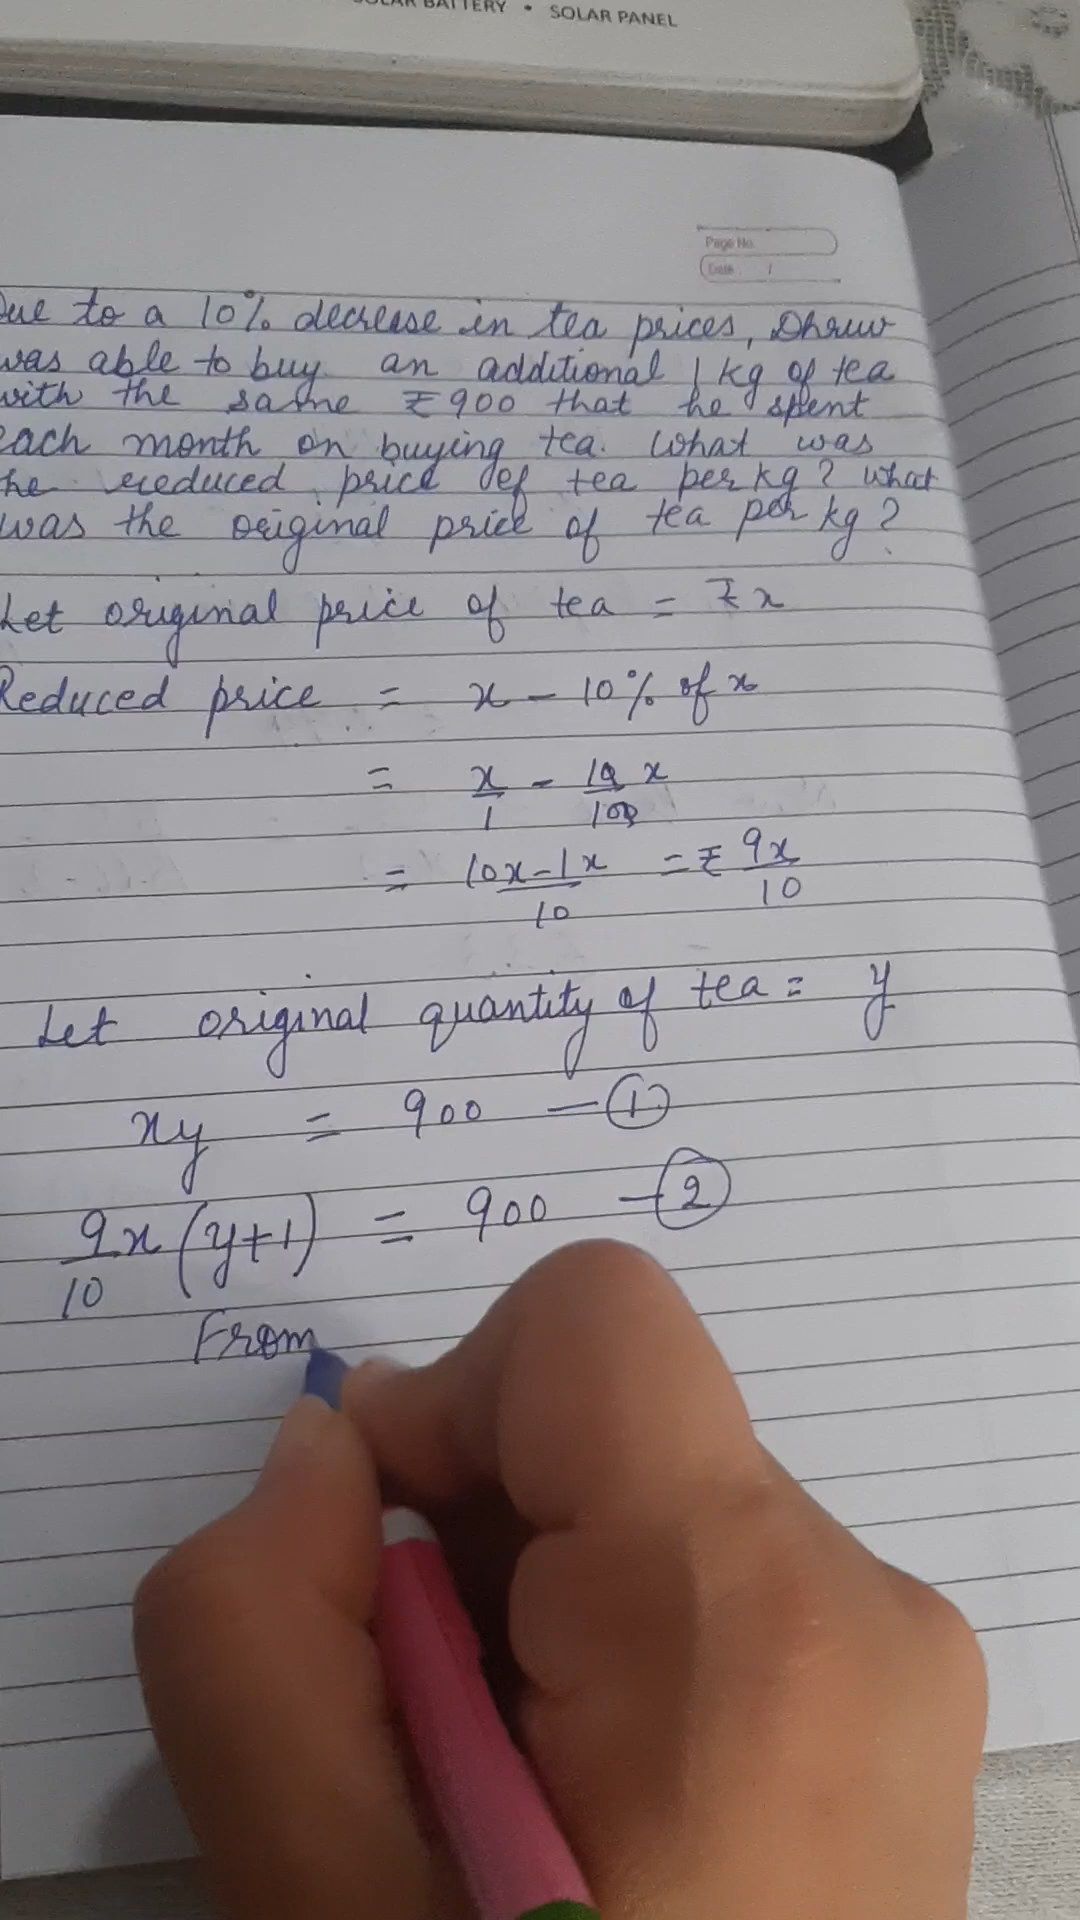 SOLAR BATTERY • SOLAR PANEL
Page No.
Date /
Due to a 10% decrease in tea prices, Dhruv
was able to buy an additional 1 kg of tea
with the same ₹900 that he spent
each month on buying tea. What was
the reduced price of tea per kg? what
was the original price of tea per kg?
Let original price of tea = ₹x
Reduced price = x - 10% of x
= x/1 - 10/100 x
= 10x-1x/10 = ₹ 9x/10
Let original quantity of tea = y
xy = 900 - ①
9x/10 (y+1) = 900 - ②
From